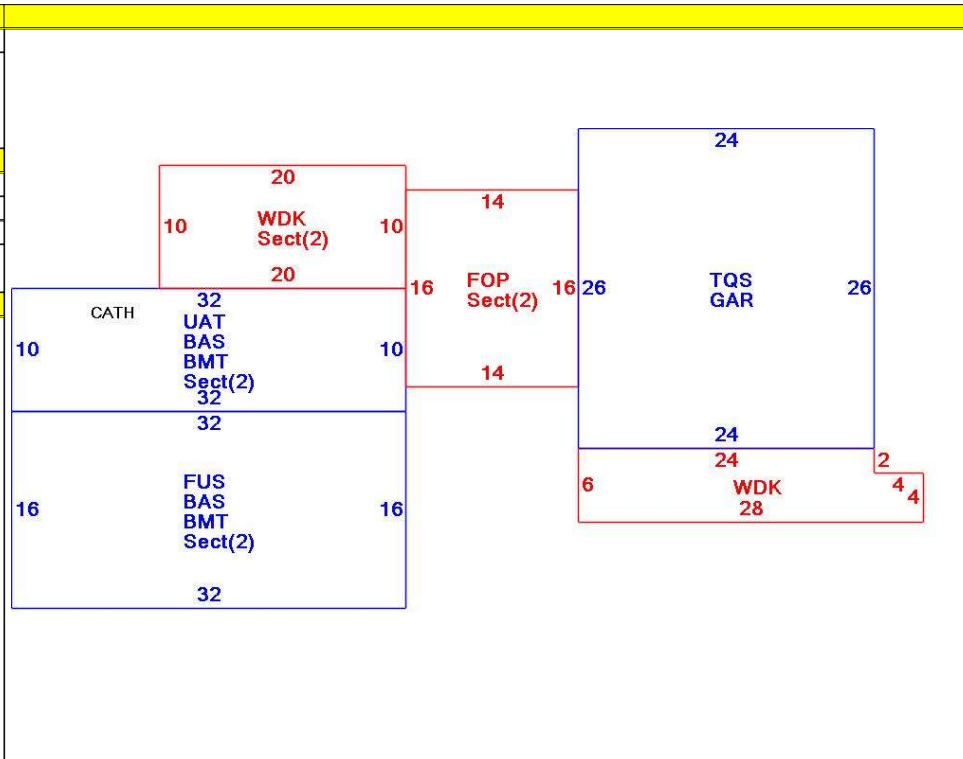 24
20
10
WDK
Sect(2)
10
20
14
16
FOP
Sect(2)
16
14
26
TQS
GAR
26
24
CATH
32
10
UAT
BAS
BMT
Sect(2)
10
32
32
16
FUS
BAS
BMT
Sect(2)
16
32
24
2
6
WDK
28
4
4